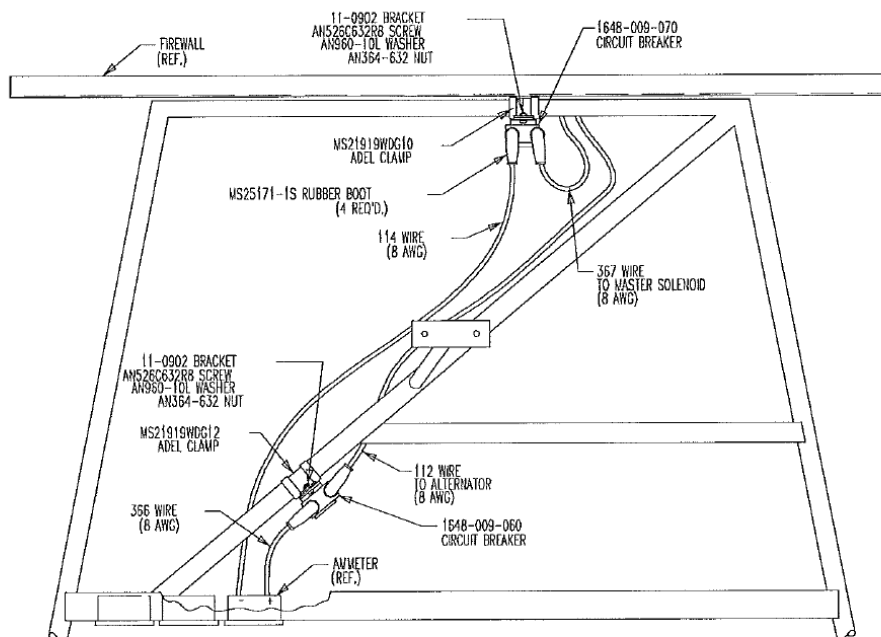 11-0902 BRACKET
AN526C632R8 SCREW
AN960-10L WASHER
AN364-632 NUT
1648-009-070
CIRCUIT BREAKER
FIREWALL
(REF.)
MS21919WDG10
ADEL CLAMP
MS25171-1S RUBBER BOOT
(4 REQ'D.)
114 WIRE
(8 AWG)
367 WIRE
TO MASTER SOLENOID
(8 AWG)
11-0902 BRACKET
AN526C632R8 SCREW
AN960-10L WASHER
AN364-632 NUT
MS21919WDG12
ADEL CLAMP
112 WIRE
TO ALTERNATOR
(8 AWG)
366 WIRE
(8 AWG)
1648-009-060
CIRCUIT BREAKER
AMMETER
(REF.)
- +